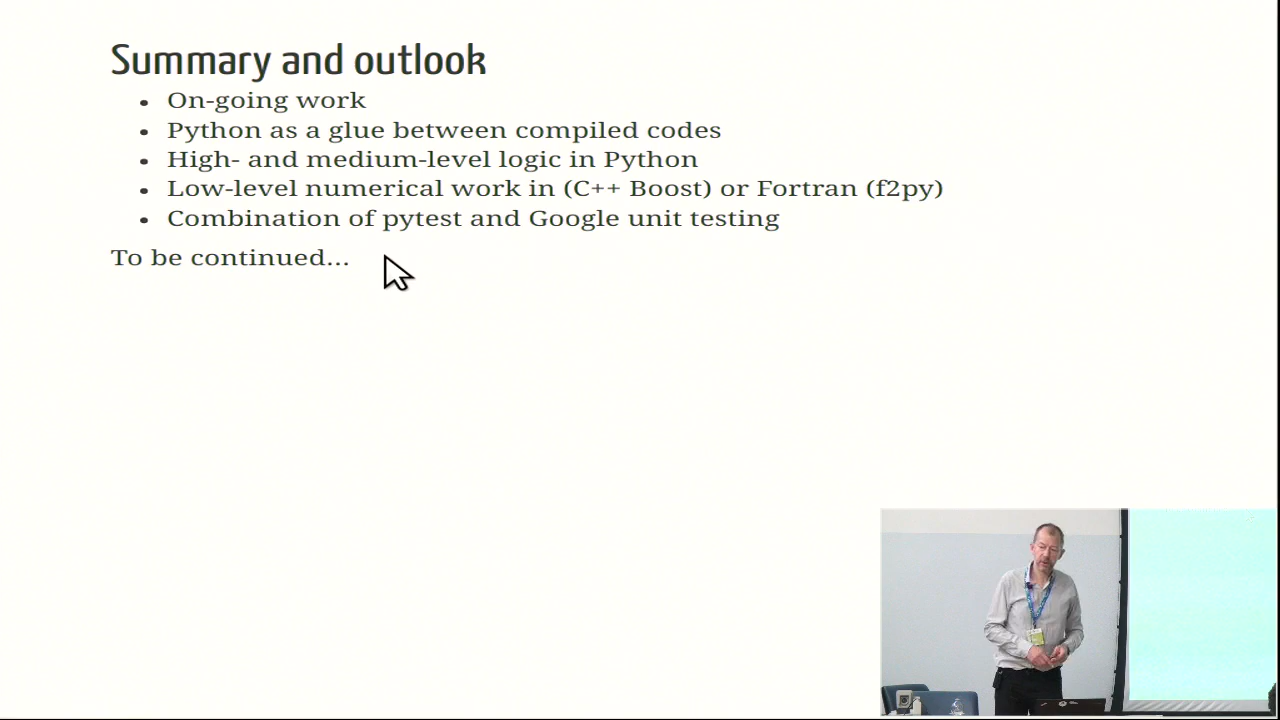 Summary and outlook
• On-going work
• Python as a glue between compiled codes
• High- and medium-level logic in Python
• Low-level numerical work in (C++ Boost) or Fortran (f2py)
• Combination of pytest and Google unit testing
To be continued...